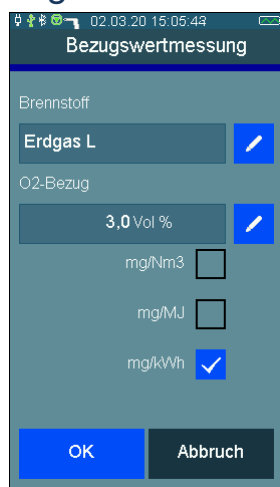 02.03.20 15:05:43
Bezugswertmessung
Brennstoff
Erdgas L
O2-Bezug
3,0 Vol %
mg/Nm3
mg/MJ
mg/kWh
OK Abbruch